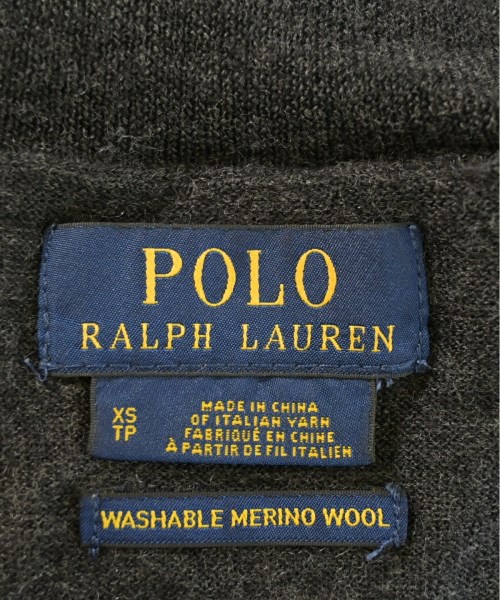 POLO
RALPH LAUREN
XS
TP
MADE IN CHINA
OF ITALIAN YARN
FABRIQUÉ EN CHINE
À PARTIR DE FIL ITALIEN
WASHABLE MERINO WOOL